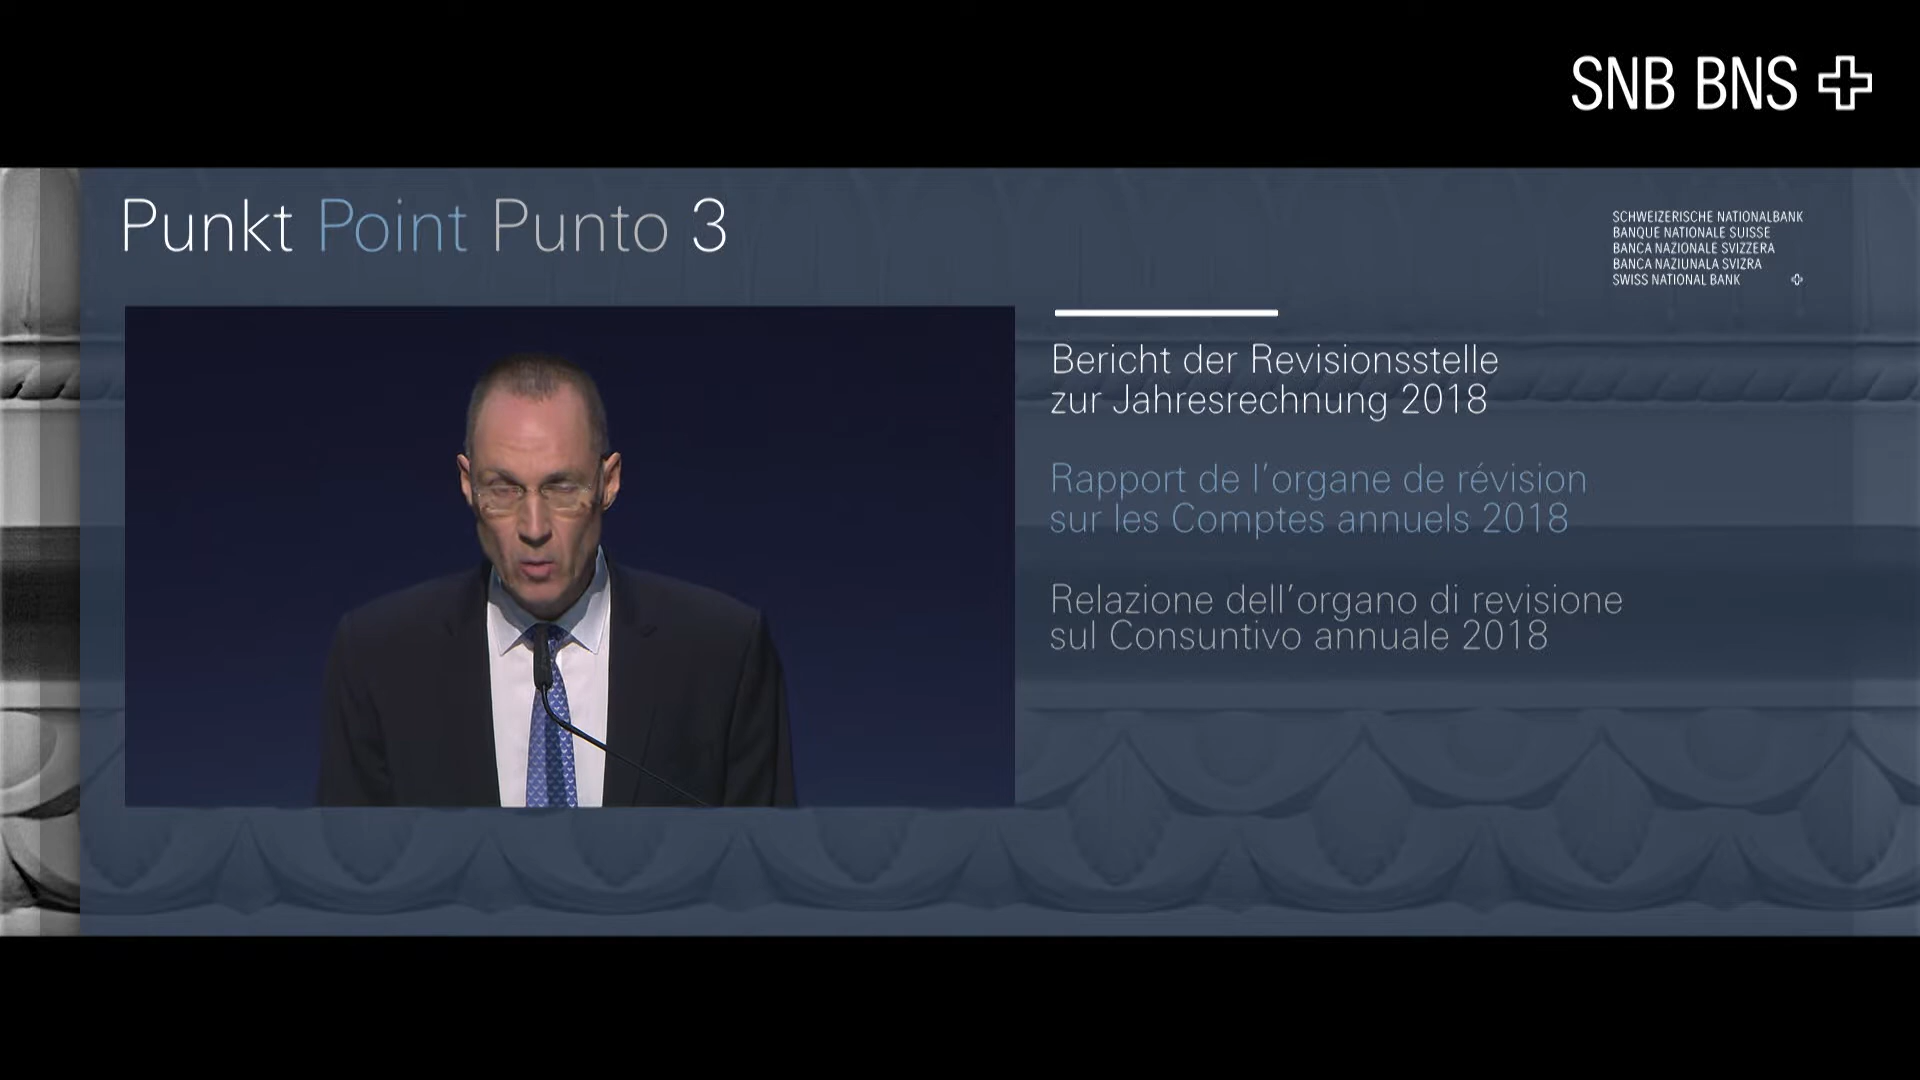 SNB BNS
Punkt Point Punto 3
SCHWEIZERISCHE NATIONALBANK
BANQUE NATIONALE SUISSE
BANCA NAZIONALE SVIZZERA
BANCA NAZIUNALA SVIZRA
SWISS NATIONAL BANK
Bericht der Revisionsstelle
zur Jahresrechnung 2018
Rapport de l'organe de révision
sur les Comptes annuels 2018
Relazione dell'organo di revisione
sul Consuntivo annuale 2018